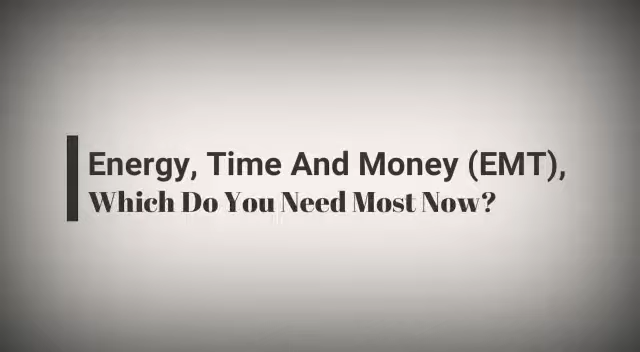 Energy, Time And Money (EMT),
Which Do You Need Most Now?